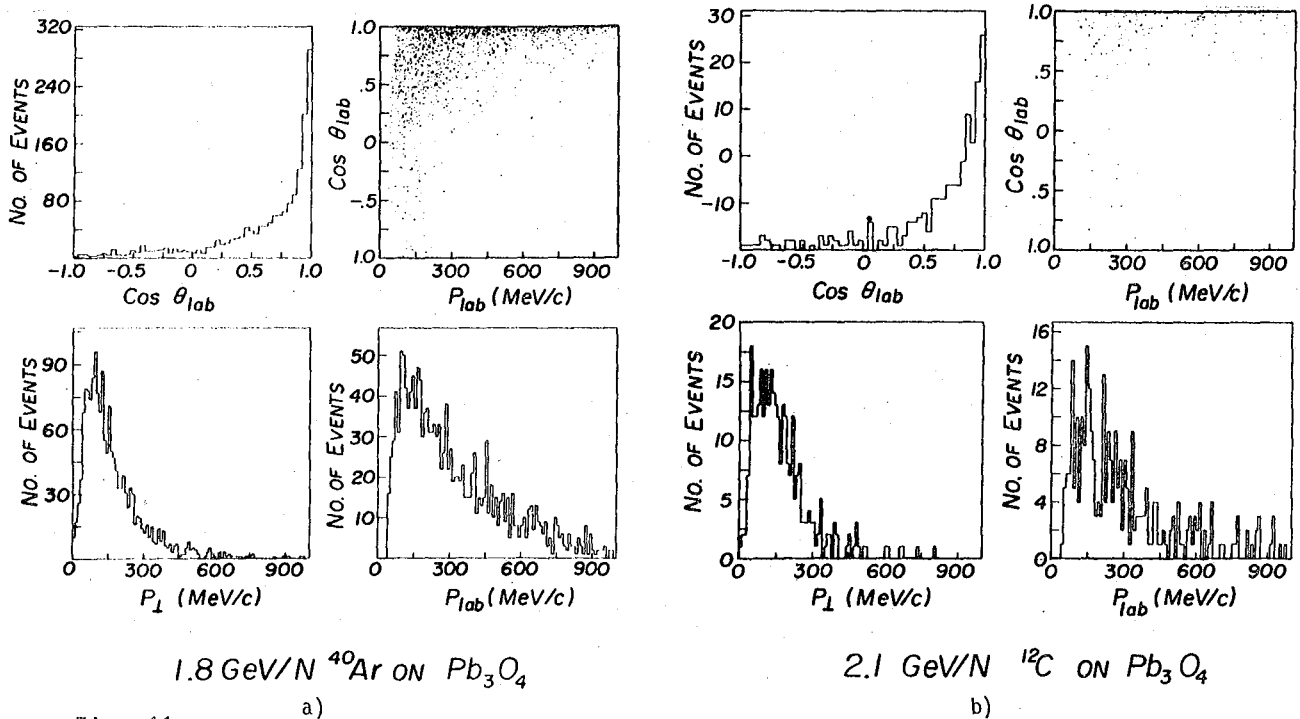 320
240
160
80
No. OF EVENTS
-1.0 -0.5 0 0.5 1.0
Cos θlab
1.0
.5
0
-.5
1.0
Cos θlab
0 300 600 900
Plab (MeV/c)
30
20
10
0
-10
No. OF EVENTS
-1.0 -0.5 0 0.5 1.0
Cos θlab
1.0
.5
0
.5
1.0
Cos θlab
0 300 600 900
Plab (MeV/c)
90
60
30
No. OF EVENTS
0 300 600 900
P⊥ (MeV/c)
50
40
30
20
10
No. OF EVENTS
0 300 600 900
Plab (MeV/c)
20
15
10
5
0
No. OF EVENTS
0 300 600 900
P⊥ (MeV/c)
16
12
8
4
0
No. OF EVENTS
0 300 600 900
Plab (MeV/c)
1.8 GeV/N ⁴⁰Ar ON Pb₃O₄
a)
2.1 GeV/N ¹²C ON Pb₃O₄
b)